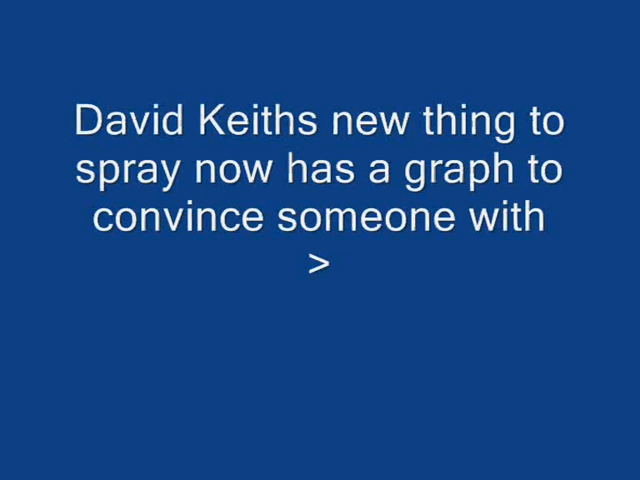 David Keiths new thing to
spray now has a graph to
convince someone with
>